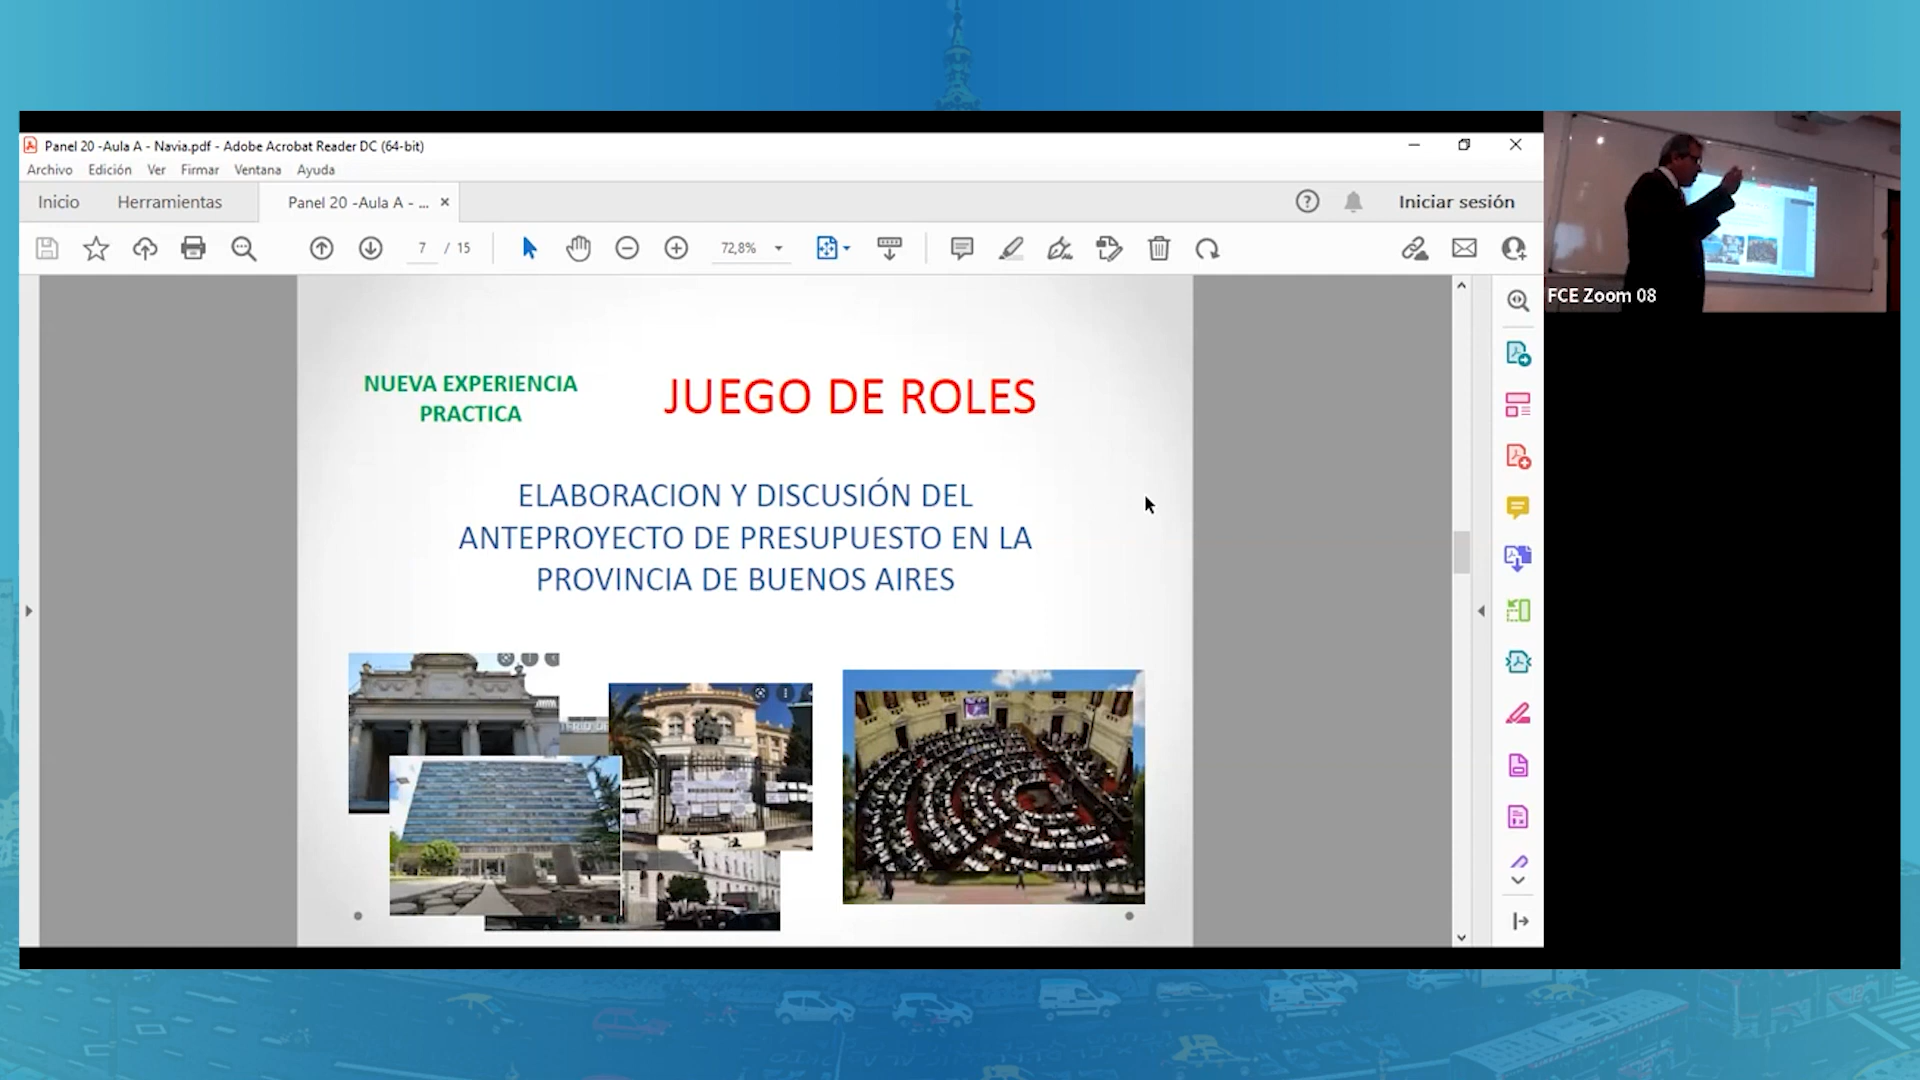 Panel 20 -Aula A - Navia.pdf - Adobe Acrobat Reader DC (64-bit)
Archivo Edición Ver Firmar Ventana Ayuda
Inicio Herramientas Panel 20 -Aula A - ... Iniciar sesión
7 / 15 72,8%
FCE Zoom 08
NUEVA EXPERIENCIA
PRACTICA
JUEGO DE ROLES
ELABORACION Y DISCUSIÓN DEL
ANTEPROYECTO DE PRESUPUESTO EN LA
PROVINCIA DE BUENOS AIRES